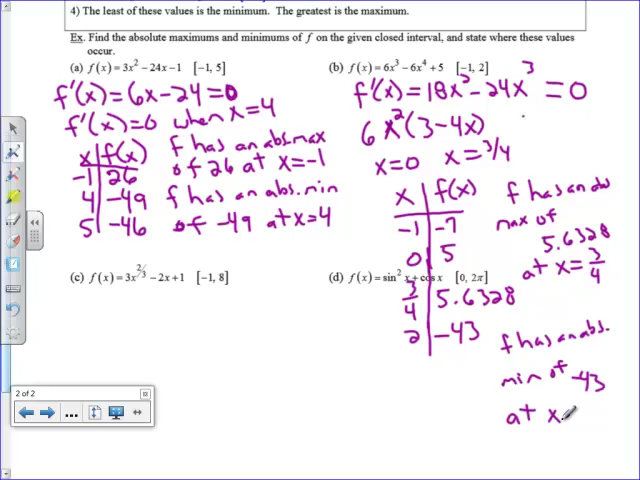 4) The least of these values is the minimum. The greatest is the maximum.
Ex. Find the absolute maximums and minimums of f on the given closed interval, and state where these values
occur.
(a) f(x)=3x²-24x-1 [-1, 5]
f'(x)=6x-24=0
f'(x)=0 when x=4
x f(x)
-1 26
4 -49
5 -46
f has an abs. max
of 26 at x=-1
f has an abs. min
of -49 at x=4
(b) f(x)=6x³-6x⁴+5 [-1, 2]
f'(x)=18x²-24x³=0
6x²(3-4x)
x=0 x=3/4
x f(x)
-1 -7
0 5
3/4 5.6328
2 -43
f has an abs
max of
5.6328
at x=3/4
f has an abs.
min of -43
at x
(c) f(x)=3x^(2/3)-2x+1 [-1, 8]
(d) f(x)=sin² x+cos x [0, 2π]
2 of 2